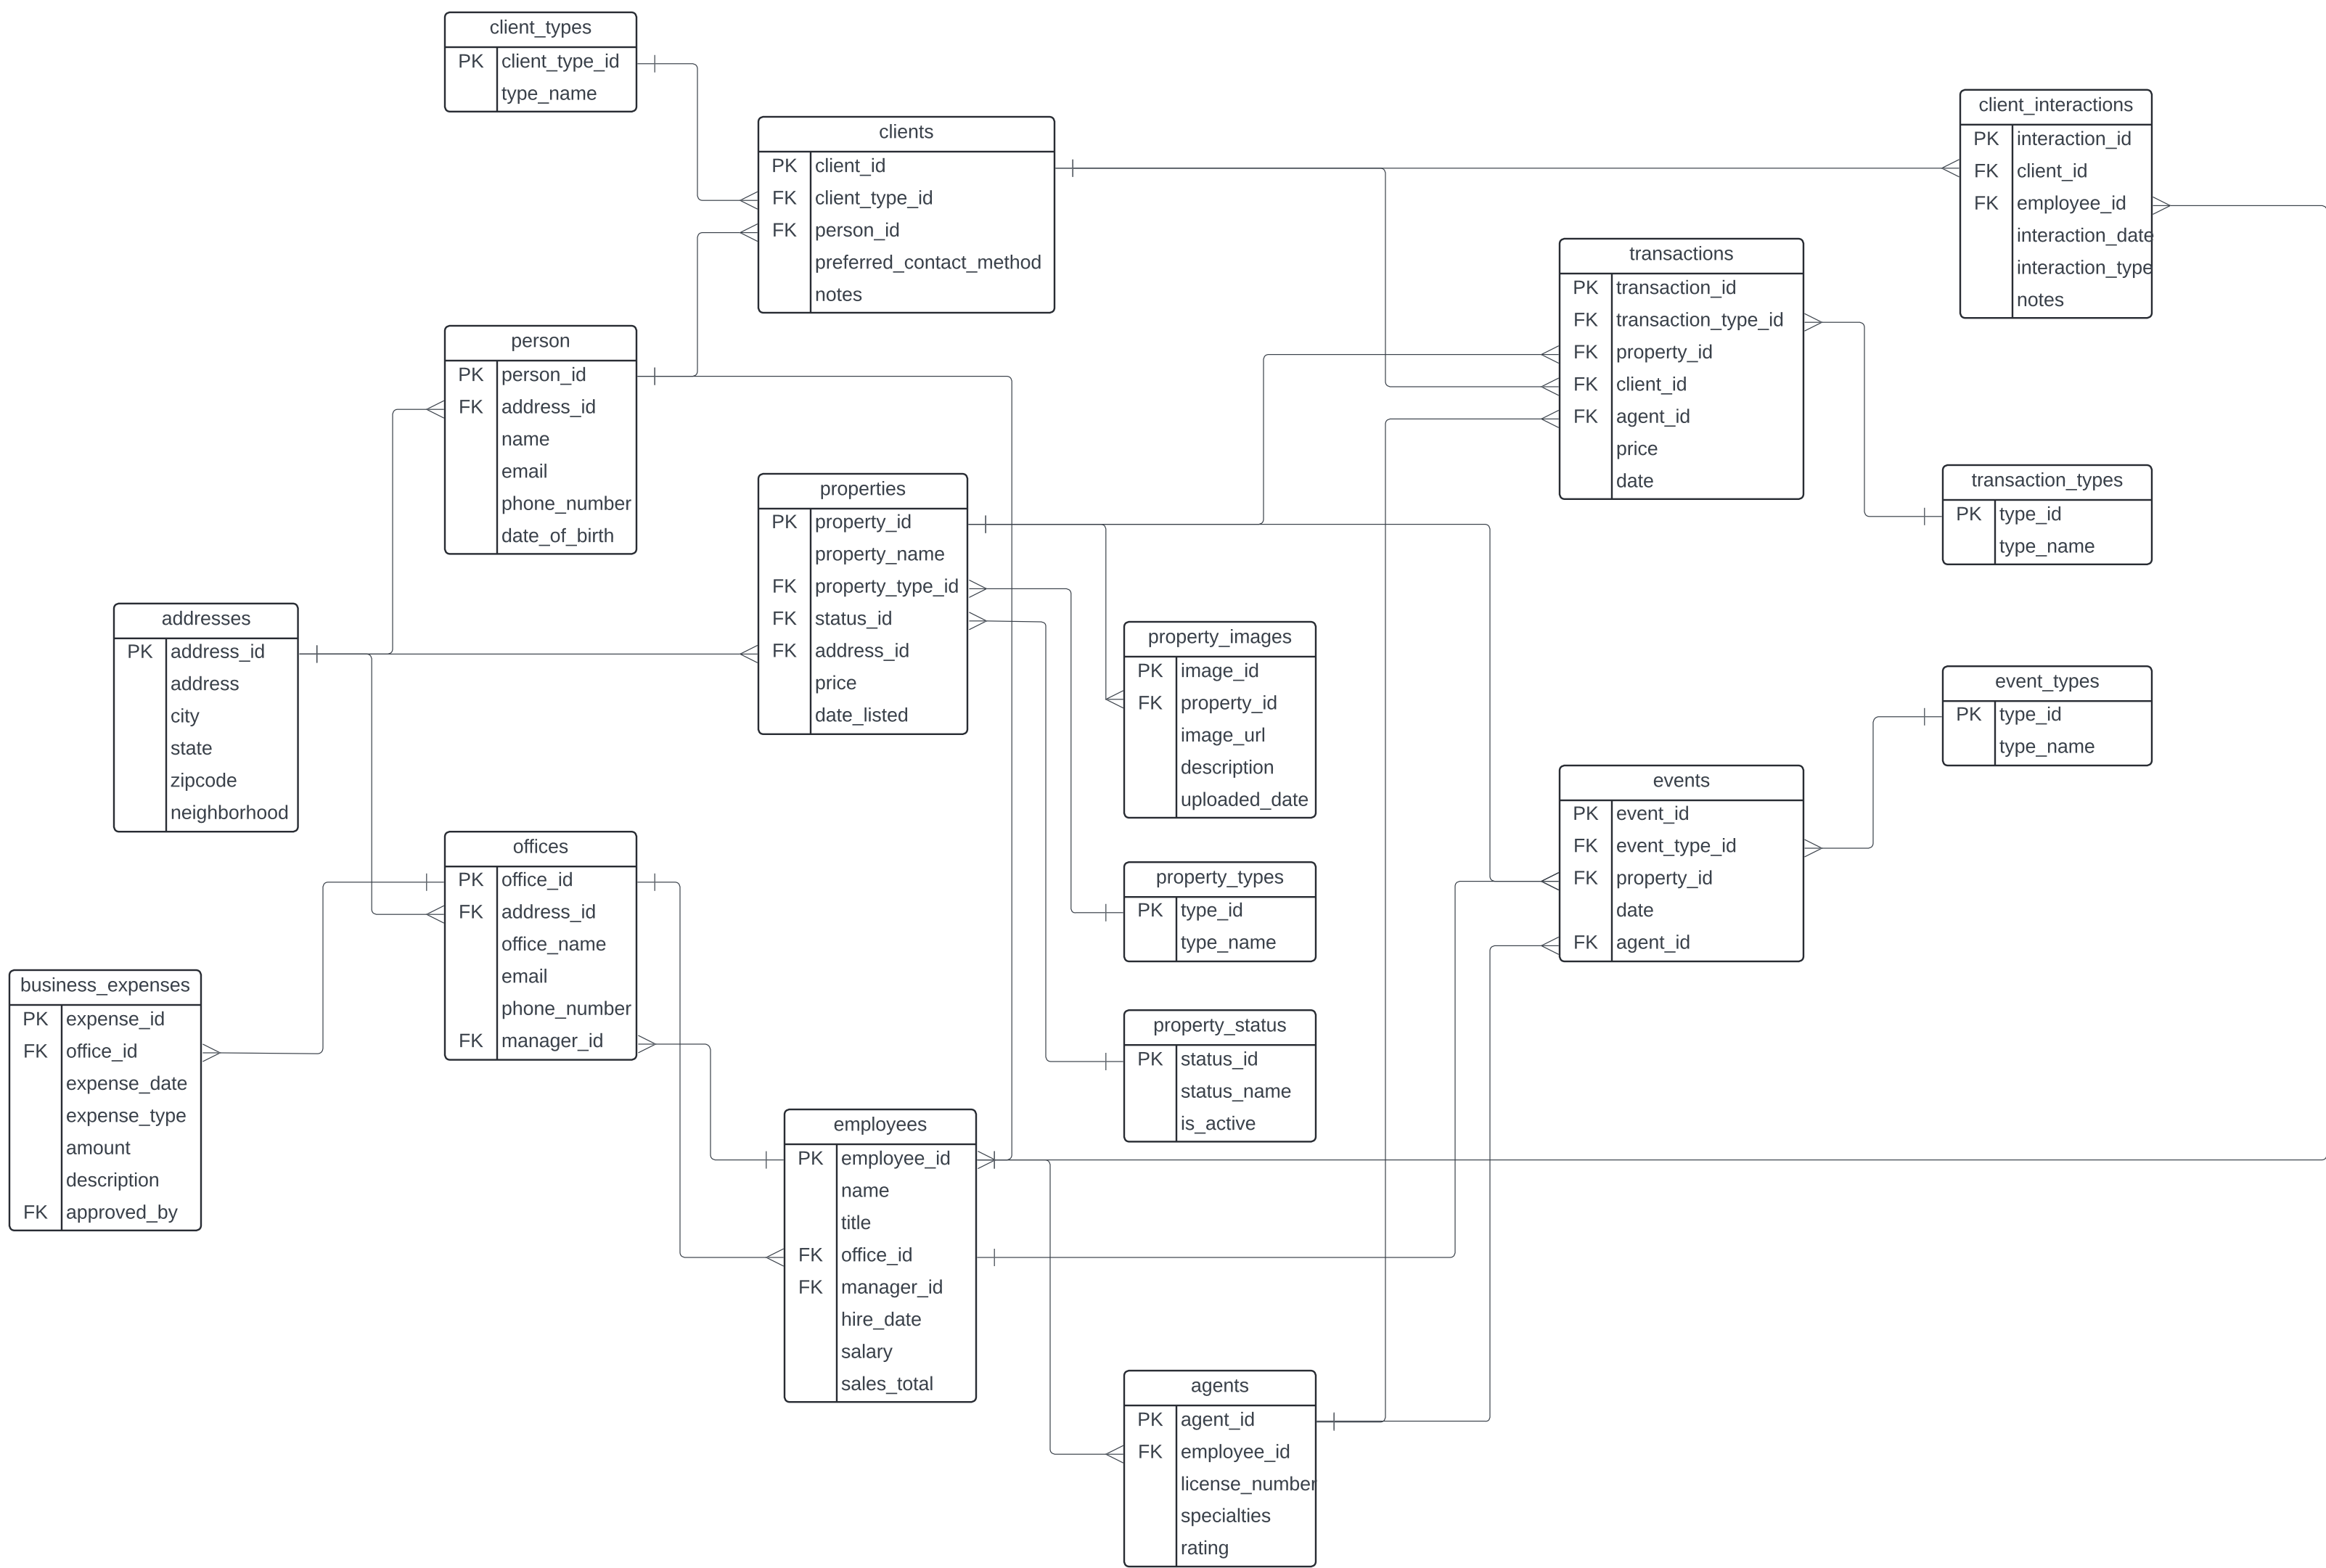 client_types
PK client_type_id
type_name
clients
PK client_id
FK client_type_id
FK person_id
preferred_contact_method
notes
client_interactions
PK interaction_id
FK client_id
FK employee_id
interaction_date
interaction_type
notes
transactions
PK transaction_id
FK transaction_type_id
FK property_id
FK client_id
FK agent_id
price
date
person
PK person_id
FK address_id
name
email
phone_number
date_of_birth
properties
PK property_id
property_name
FK property_type_id
FK status_id
FK address_id
price
date_listed
transaction_types
PK type_id
type_name
addresses
PK address_id
address
city
state
zipcode
neighborhood
property_images
PK image_id
FK property_id
image_url
description
uploaded_date
event_types
PK type_id
type_name
events
PK event_id
FK event_type_id
FK property_id
date
FK agent_id
offices
PK office_id
FK address_id
office_name
email
phone_number
FK manager_id
property_types
PK type_id
type_name
business_expenses
PK expense_id
FK office_id
expense_date
expense_type
amount
description
FK approved_by
property_status
PK status_id
status_name
is_active
employees
PK employee_id
name
title
FK office_id
FK manager_id
hire_date
salary
sales_total
agents
PK agent_id
FK employee_id
license_number
specialties
rating